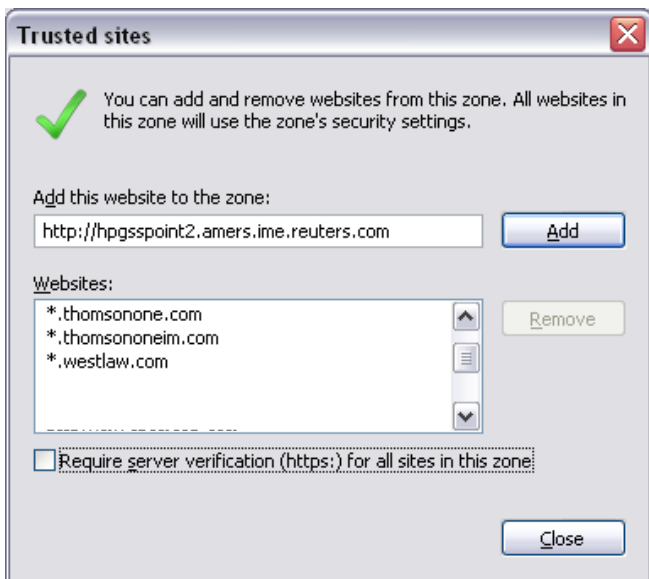 Trusted sites
You can add and remove websites from this zone. All websites in
this zone will use the zone's security settings.
Add this website to the zone:
http://hpgsspoint2.amers.ime.reuters.com
Add
Websites:
*.thomsonone.com
*.thomsononeim.com
*.westlaw.com
Remove
Require server verification (https:) for all sites in this zone
Close